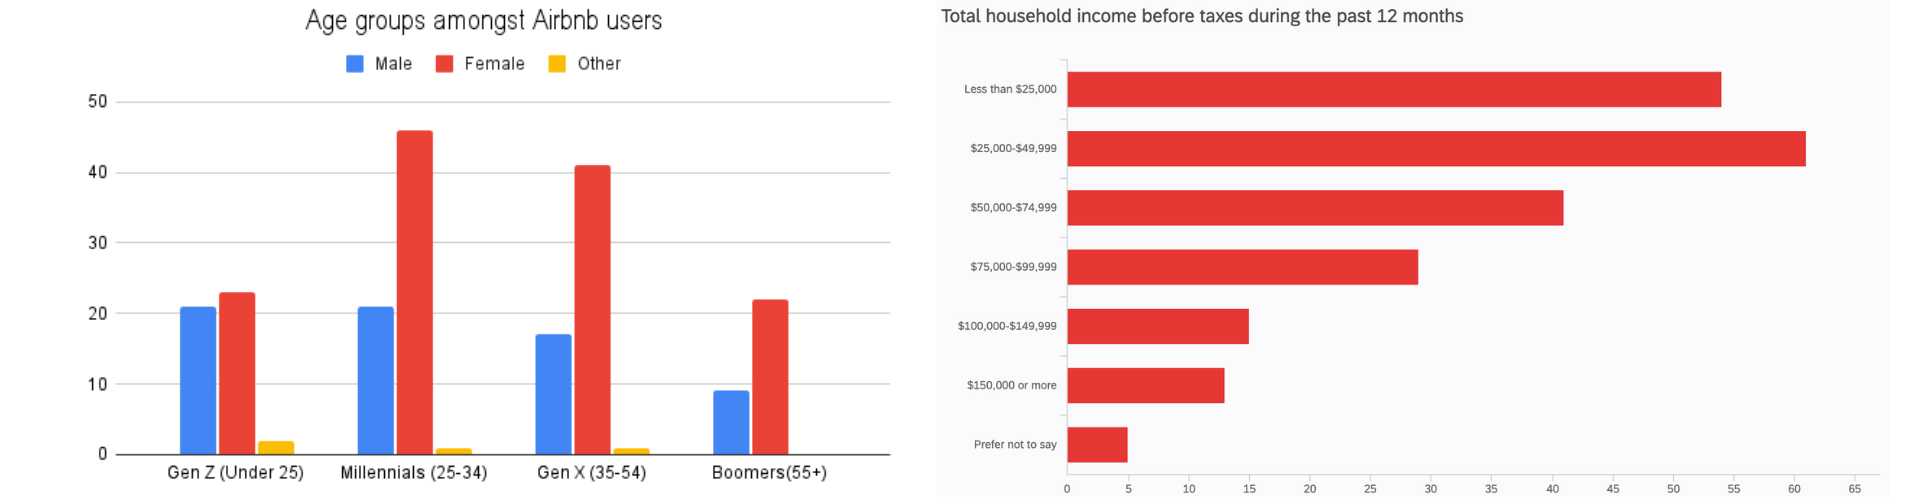 Age groups amongst Airbnb users
Male Female Other
50
40
30
20
10
0
Gen Z (Under 25) Millennials (25-34) Gen X (35-54) Boomers(55+)
Total household income before taxes during the past 12 months
Less than $25,000
$25,000-$49,999
$50,000-$74,999
$75,000-$99,999
$100,000-$149,999
$150,000 or more
Prefer not to say
0 5 10 15 20 25 30 35 40 45 50 55 60 65